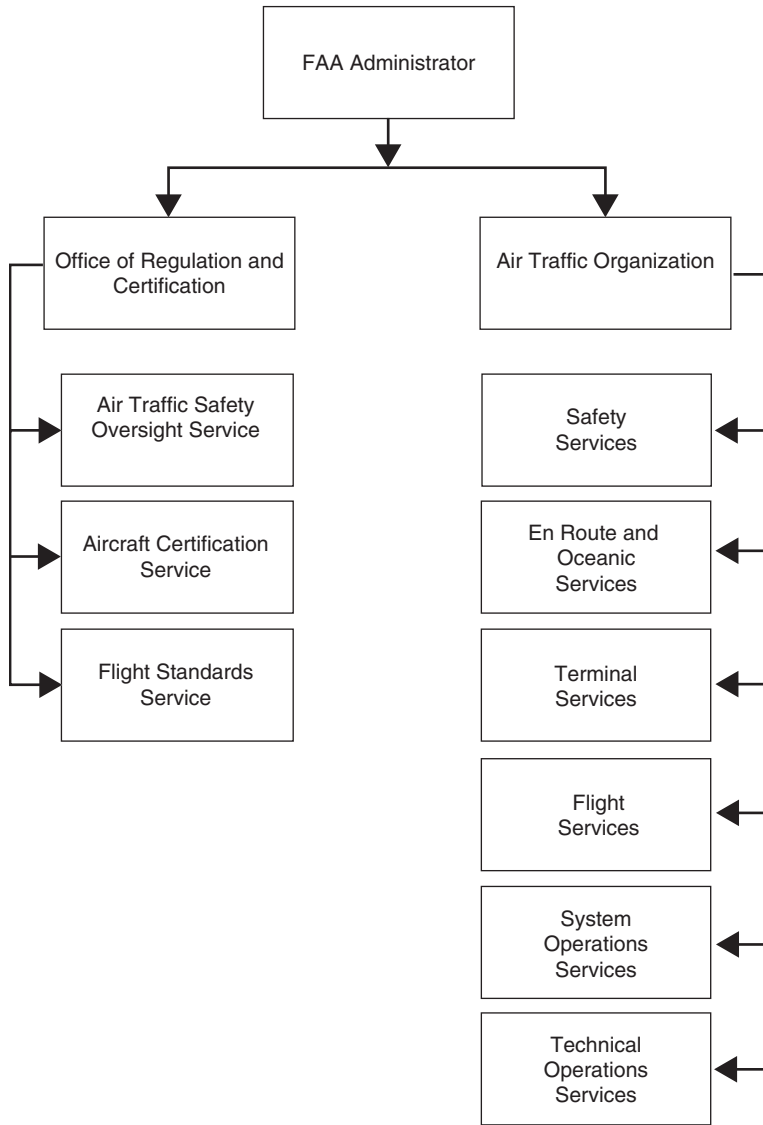 FAA Administrator
Office of Regulation and
Certification
Air Traffic Organization
Air Traffic Safety
Oversight Service
Aircraft Certification
Service
Flight Standards
Service
Safety
Services
En Route and
Oceanic
Services
Terminal
Services
Flight
Services
System
Operations
Services
Technical
Operations
Services